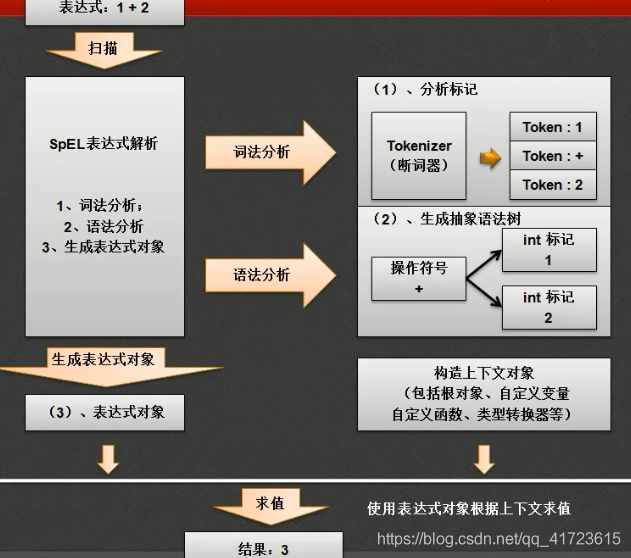 表达式：1 + 2
扫描
SpEL表达式解析
1、词法分析；
2、语法分析
3、生成表达式对象
词法分析
语法分析
（1）、分析标记
Tokenizer
（断词器）
Token : 1
Token : +
Token : 2
（2）、生成抽象语法树
操作符号
+
int 标记
1
int 标记
2
生成表达式对象
（3）、表达式对象
构造上下文对象
（包括根对象、自定义变量
自定义函数、类型转换器等）
求值
使用表达式对象根据上下文求值
结果：3
https://blog.csdn.net/qq_41723615